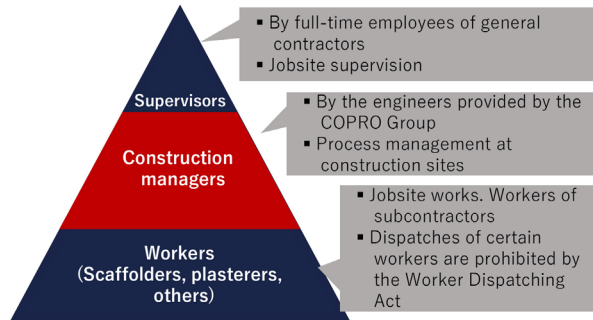 ▪ By full-time employees of general
contractors
▪ Jobsite supervision
Supervisors
▪ By the engineers provided by the
COPRO Group
▪ Process management at
construction sites
Construction
managers
▪ Jobsite works. Workers of
subcontractors
▪ Dispatches of certain
workers are prohibited by
the Worker Dispatching
Act
Workers
(Scaffolders, plasterers,
others)